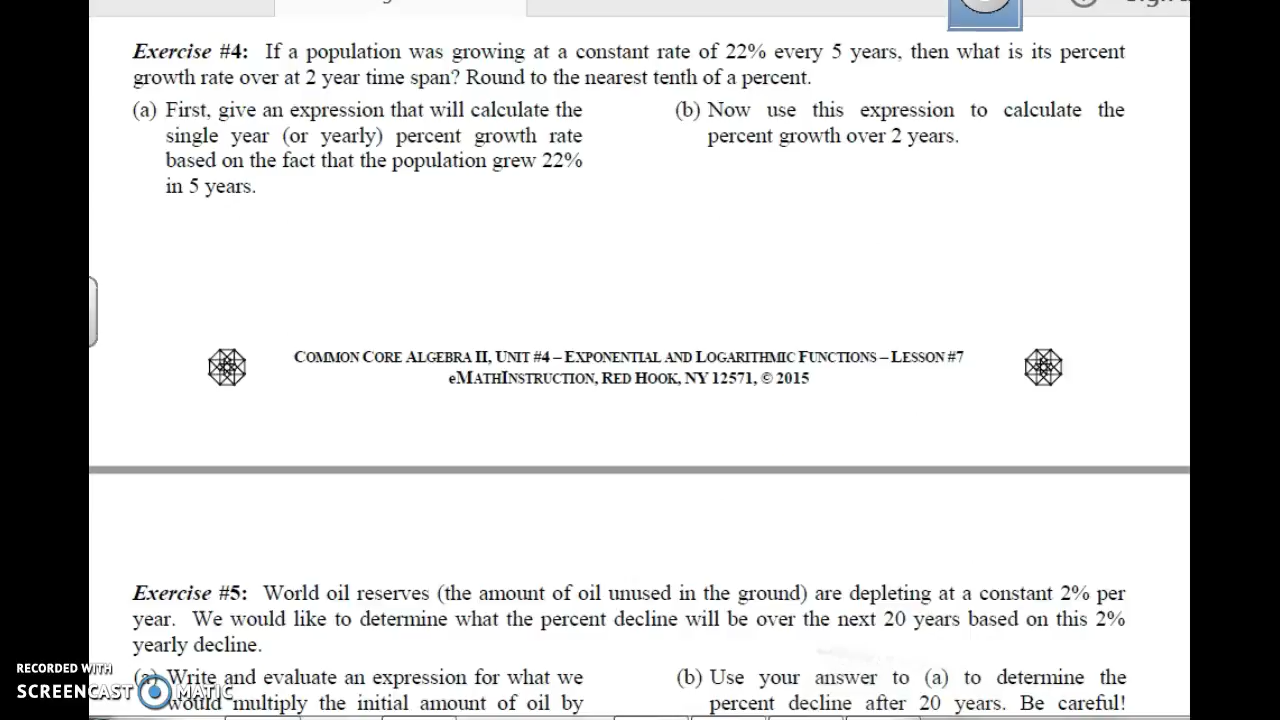 Exercise #4: If a population was growing at a constant rate of 22% every 5 years, then what is its percent
growth rate over at 2 year time span? Round to the nearest tenth of a percent.
(a) First, give an expression that will calculate the
single year (or yearly) percent growth rate
based on the fact that the population grew 22%
in 5 years.
(b) Now use this expression to calculate the
percent growth over 2 years.
COMMON CORE ALGEBRA II, UNIT #4 – EXPONENTIAL AND LOGARITHMIC FUNCTIONS – LESSON #7
eMATHINSTRUCTION, RED HOOK, NY 12571, © 2015
Exercise #5: World oil reserves (the amount of oil unused in the ground) are depleting at a constant 2% per
year. We would like to determine what the percent decline will be over the next 20 years based on this 2%
yearly decline.
(a) Write and evaluate an expression for what we
would multiply the initial amount of oil by
(b) Use your answer to (a) to determine the
percent decline after 20 years. Be careful!
RECORDED WITH
SCREENCAST MATIC